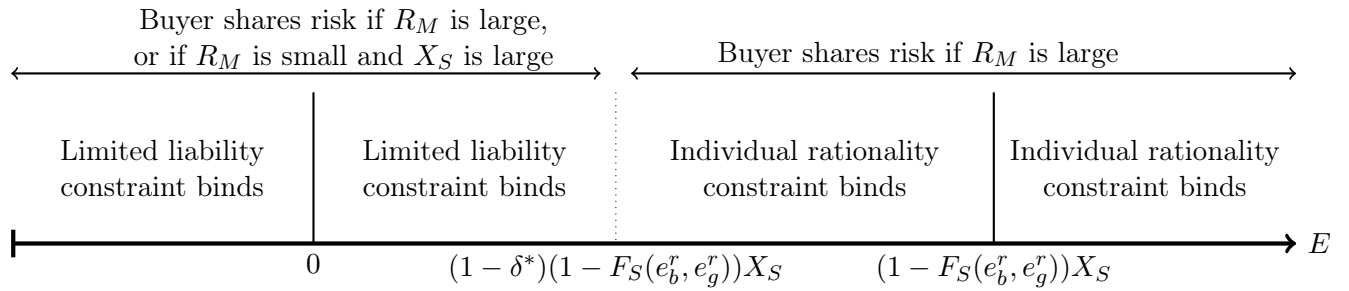 Buyer shares risk if $R_M$ is large,
or if $R_M$ is small and $X_S$ is large
Buyer shares risk if $R_M$ is large
Limited liability
constraint binds
Limited liability
constraint binds
Individual rationality
constraint binds
Individual rationality
constraint binds
$E$
0
$(1 - \delta^*)(1 - F_S(e_b^r, e_g^r))X_S$
$(1 - F_S(e_b^r, e_g^r))X_S$